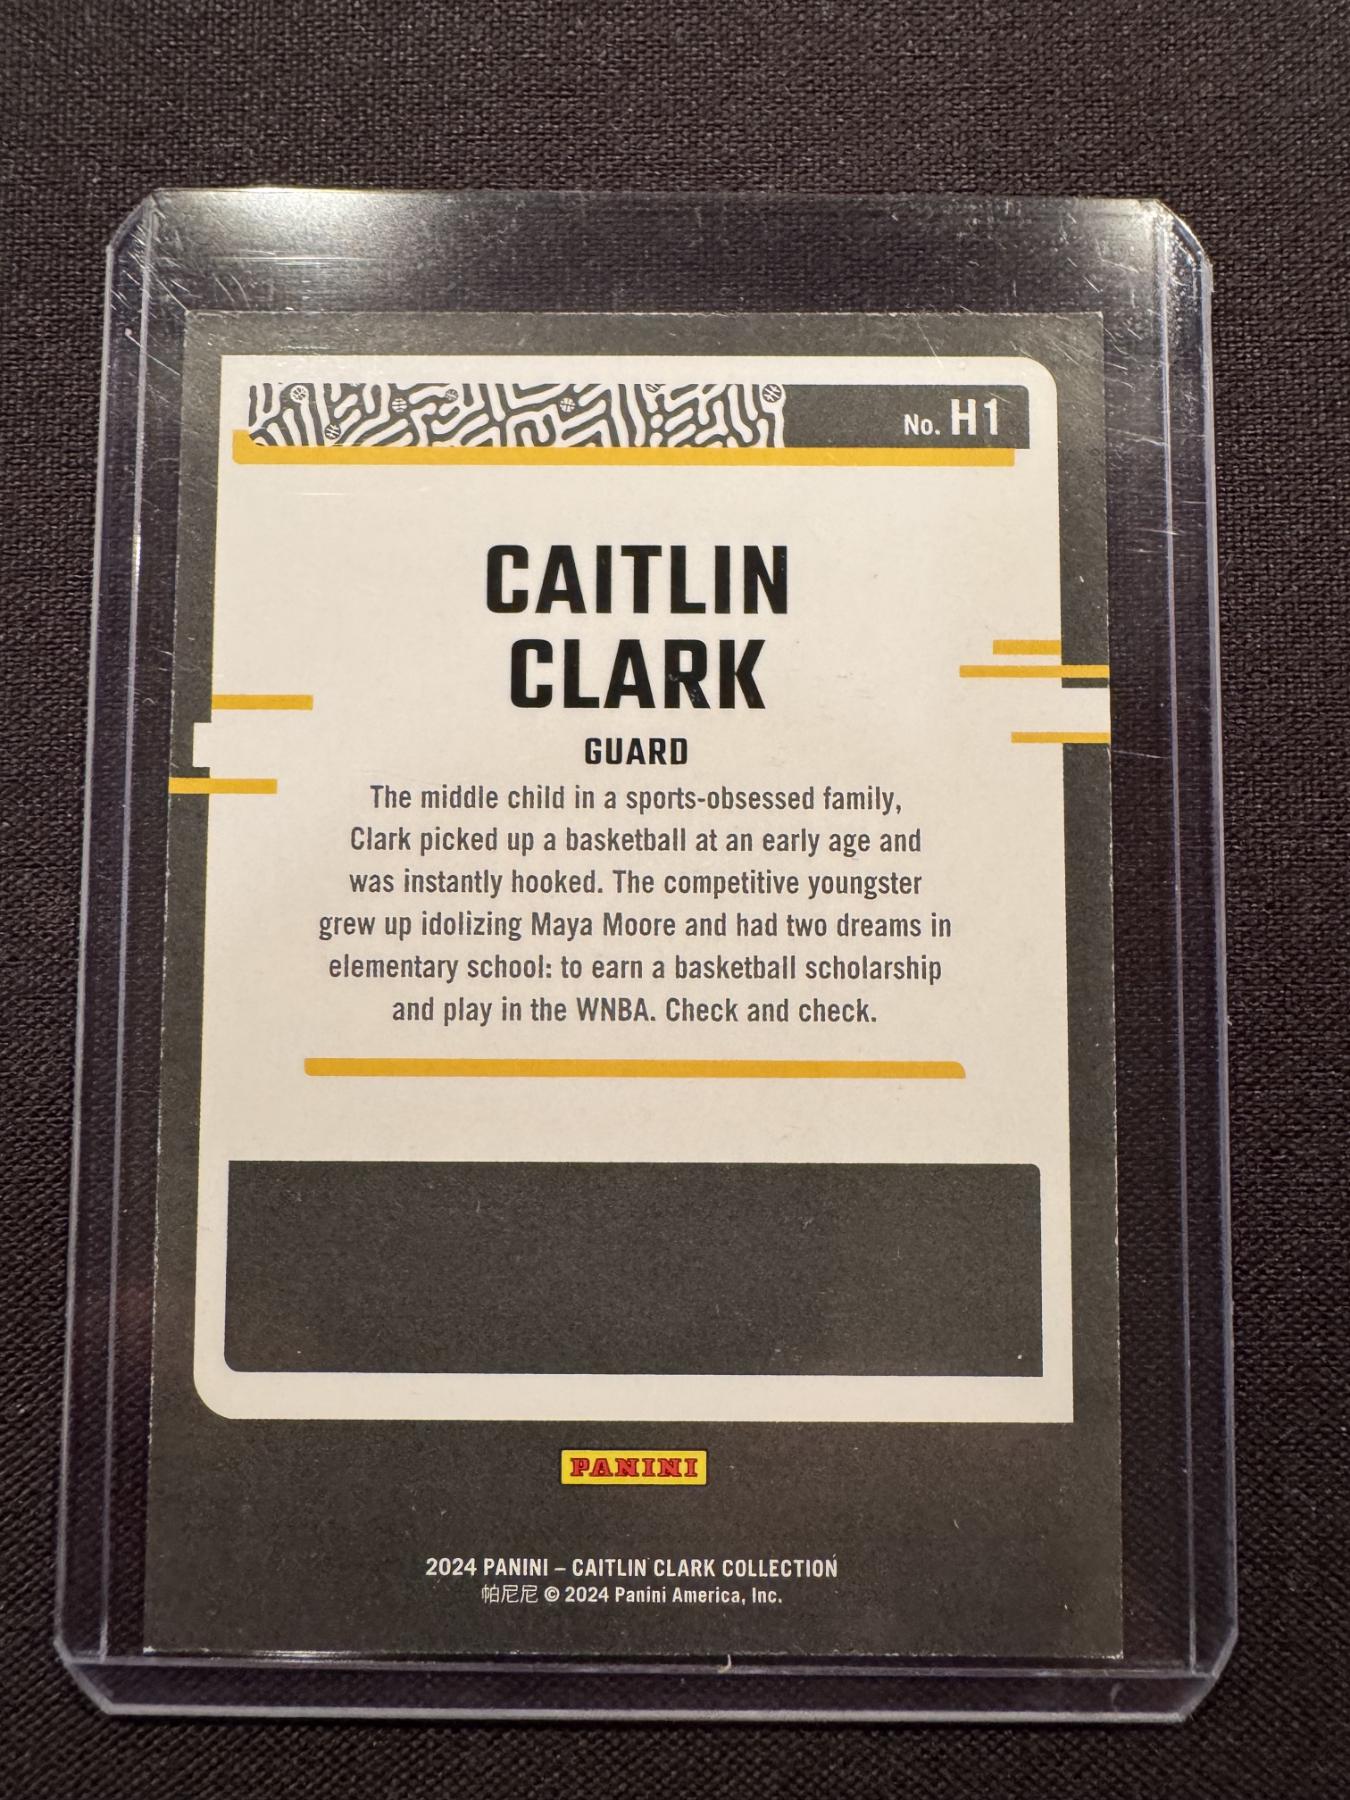 No. H1
CAITLIN
CLARK
GUARD
The middle child in a sports-obsessed family,
Clark picked up a basketball at an early age and
was instantly hooked. The competitive youngster
grew up idolizing Maya Moore and had two dreams in
elementary school: to earn a basketball scholarship
and play in the WNBA. Check and check.
PANINI
2024 PANINI – CAITLIN CLARK COLLECTION
帕尼尼 © 2024 Panini America, Inc.